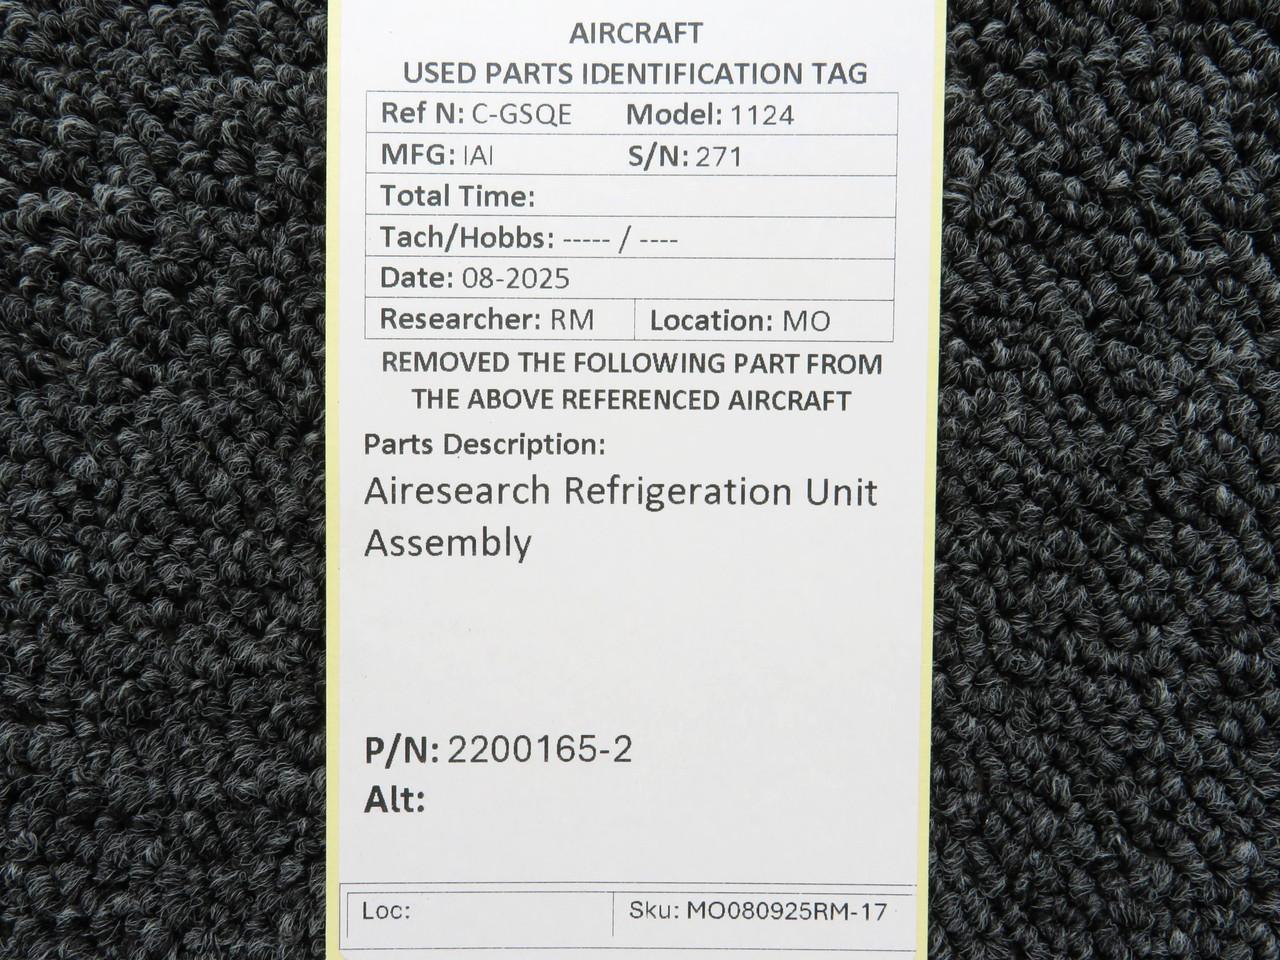 AIRCRAFT
USED PARTS IDENTIFICATION TAG
Ref N: C-GSQE Model: 1124
MFG: IAI S/N: 271
Total Time:
Tach/Hobbs: ----- / ----
Date: 08-2025
Researcher: RM Location: MO
REMOVED THE FOLLOWING PART FROM
THE ABOVE REFERENCED AIRCRAFT
Parts Description:
Airesearch Refrigeration Unit
Assembly
P/N: 2200165-2
Alt:
Loc: Sku: MO080925RM-17